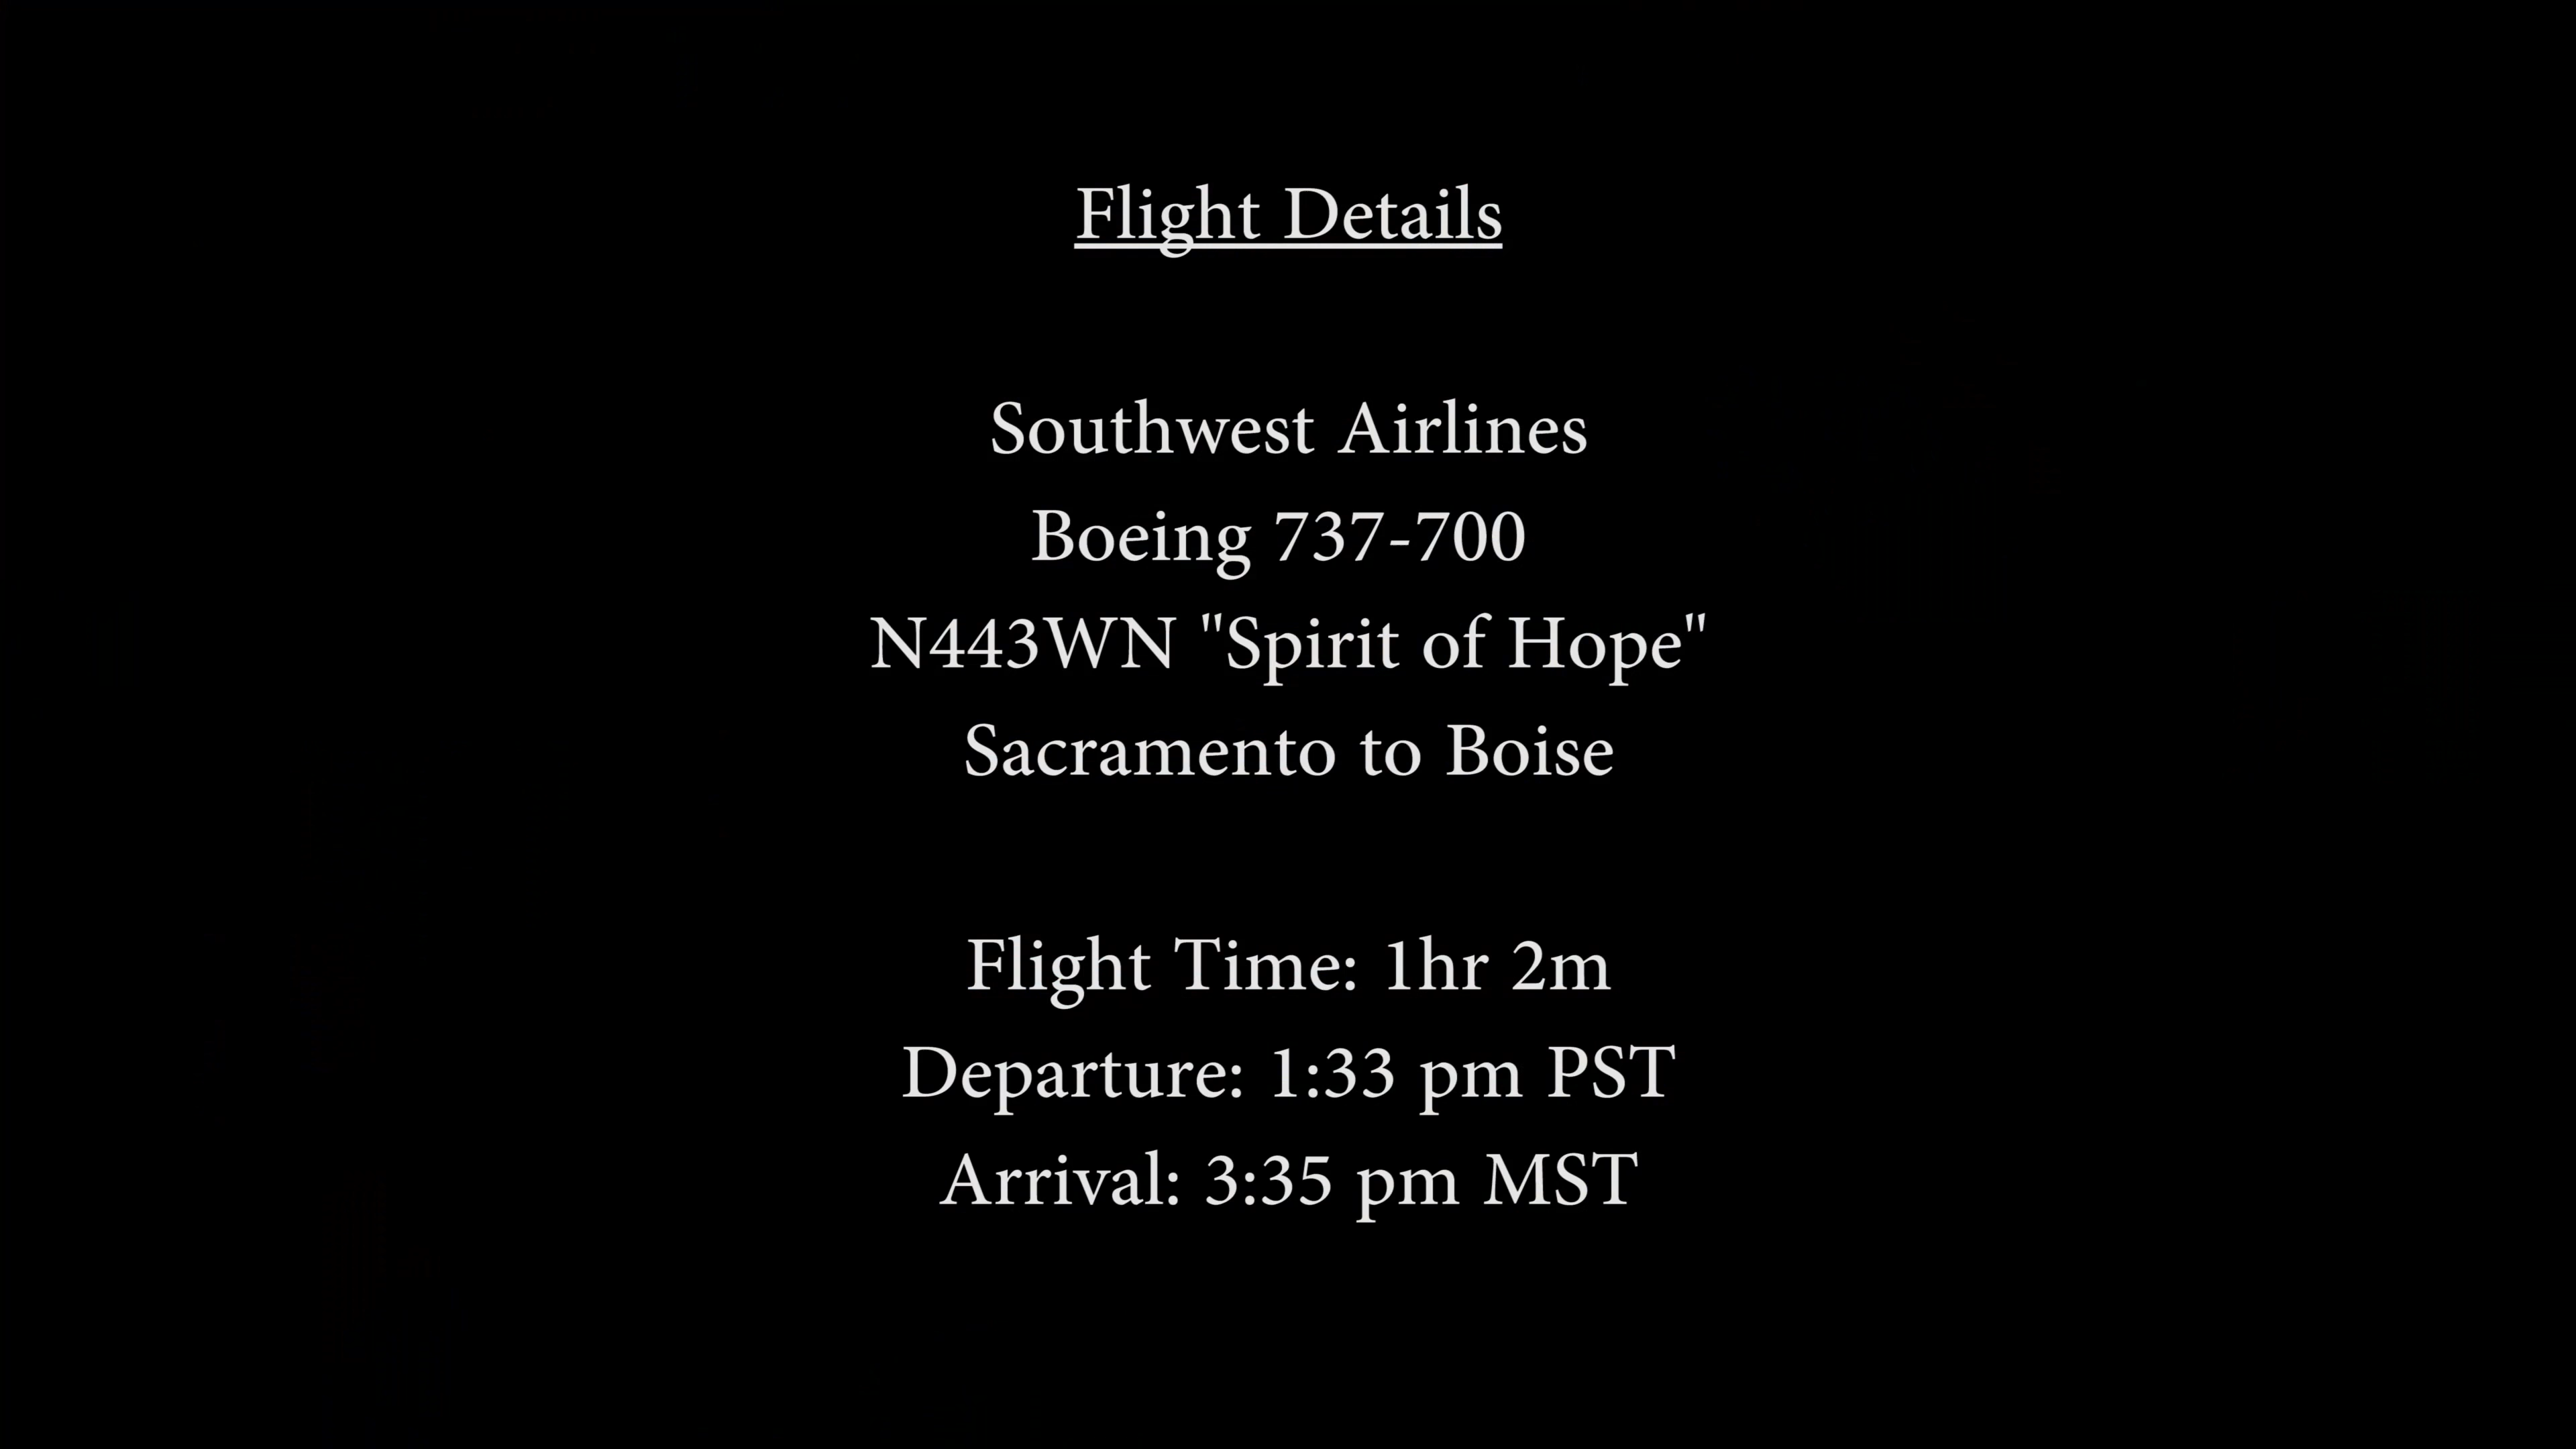 Flight Details
Southwest Airlines
Boeing 737-700
N443WN "Spirit of Hope"
Sacramento to Boise
Flight Time: 1hr 2m
Departure: 1:33 pm PST
Arrival: 3:35 pm MST